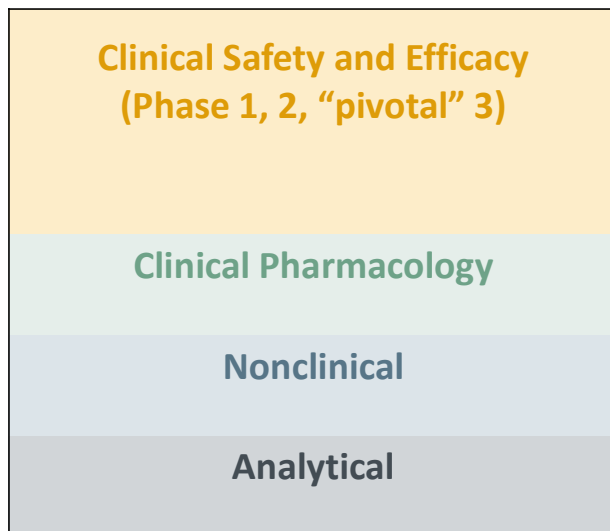 Clinical Safety and Efficacy
(Phase 1, 2, “pivotal” 3)
Clinical Pharmacology
Nonclinical
Analytical